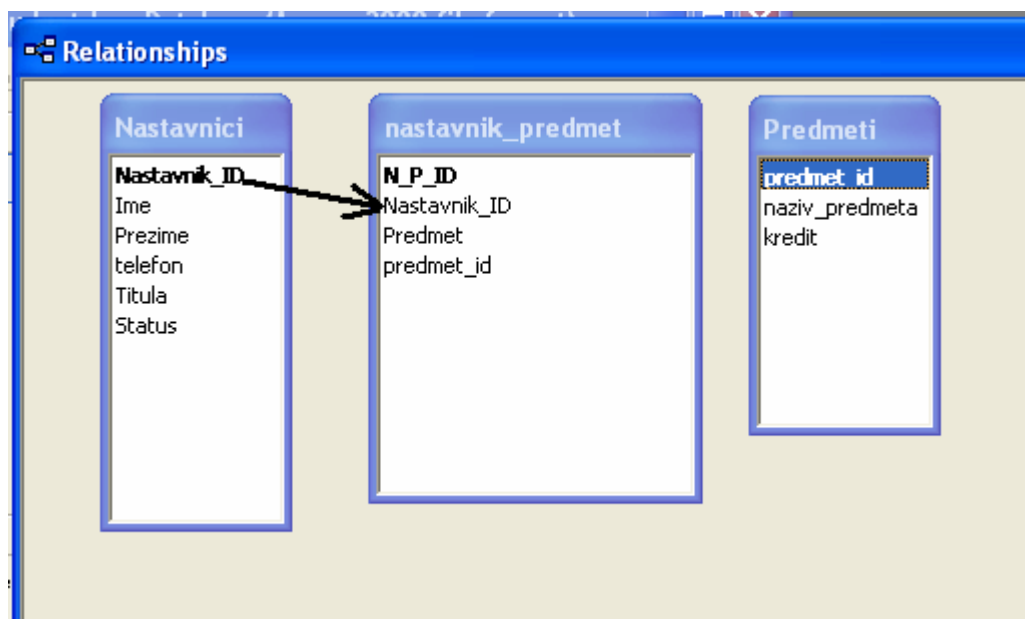 Relationships
Nastavnici
Nastavnik_ID
Ime
Prezime
telefon
Titula
Status
nastavnik_predmet
N_P_ID
Nastavnik_ID
Predmet
predmet_id
Predmeti
predmet_id
naziv_predmeta
kredit